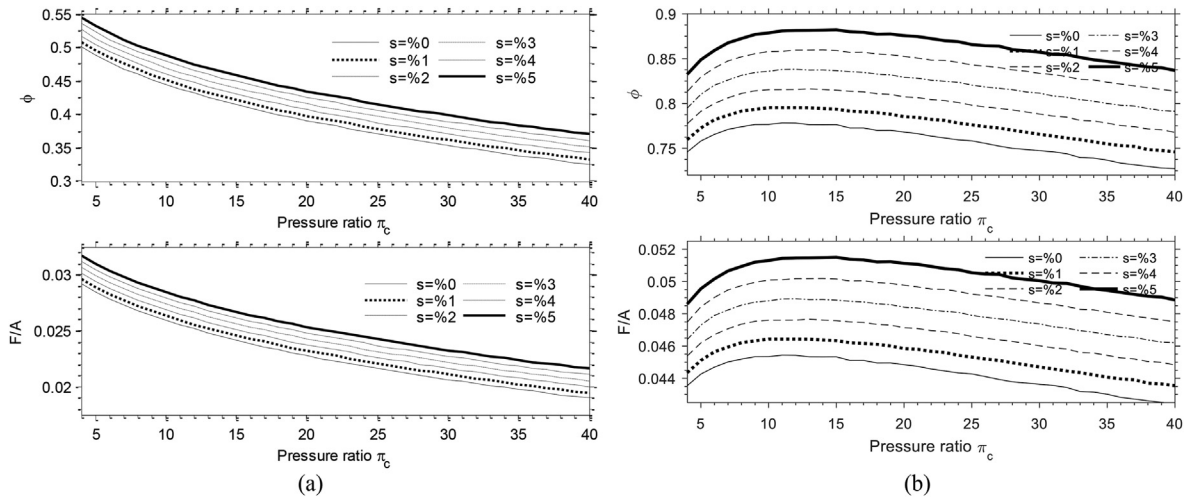 0.55
0.5
0.45
0.4
0.35
0.3
ϕ
s=%0 s=%3
s=%1 s=%4
s=%2 s=%5
5 10 15 20 25 30 35 40
Pressure ratio π_c
0.03
0.025
0.02
F/A
s=%0 s=%3
s=%1 s=%4
s=%2 s=%5
5 10 15 20 25 30 35 40
Pressure ratio π_c
(a)
0.9
0.85
0.8
0.75
ϕ
s=%0 s=%3
s=%1 s=%4
s=%2 s=%5
5 10 15 20 25 30 35 40
Pressure ratio π_c
0.052
0.05
0.048
0.046
0.044
F/A
s=%0 s=%3
s=%1 s=%4
s=%2 s=%5
5 10 15 20 25 30 35 40
Pressure ratio π_c
(b)